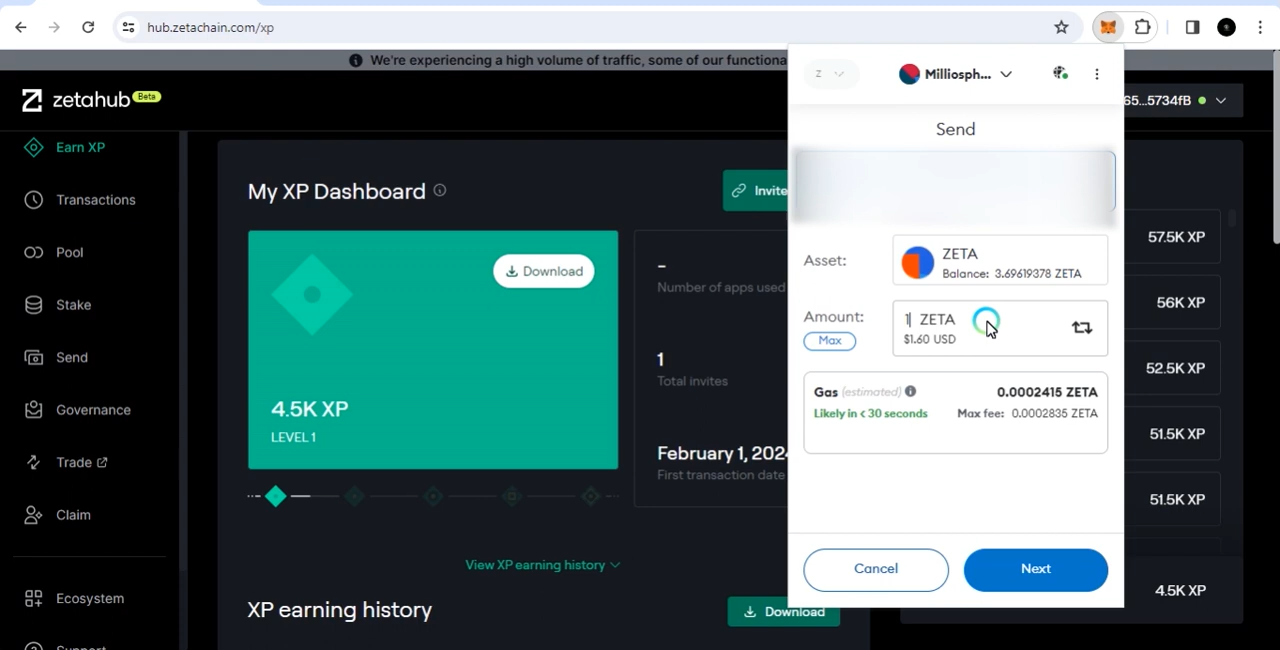 hub.zetachain.com/xp
We're experiencing a high volume of traffic, some of our functiona
zetahub Beta
65...5734fB
Earn XP
Transactions
Pool
Stake
Send
Governance
Trade
Claim
Ecosystem
Support
My XP Dashboard
Invite
Download
4.5K XP
LEVEL 1
-
Number of apps used
1
Total invites
February 1, 2024
First transaction date
View XP earning history
XP earning history
Download
Z
Milliosph...
Send
Asset:
ZETA
Balance: 3.69619378 ZETA
Amount:
Max
1 ZETA
$1.60 USD
Gas (estimated)
0.0002415 ZETA
Likely in < 30 seconds
Max fee: 0.0002835 ZETA
Cancel
Next
57.5K XP
56K XP
52.5K XP
51.5K XP
51.5K XP
4.5K XP